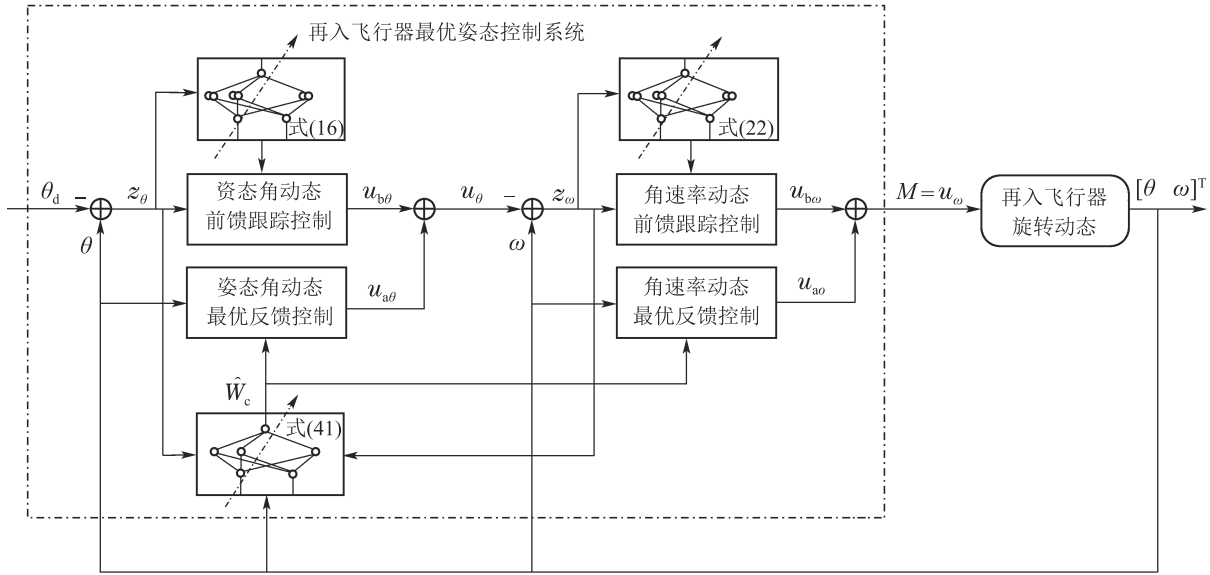 再入飞行器最优姿态控制系统
式(16)
式(22)
θd
−
zθ
资态角动态
前馈跟踪控制
ubθ
uθ
−
zω
角速率动态
前馈跟踪控制
ubω
M=uω
再入飞行器
旋转动态
[θ ω]T
θ
ω
姿态角动态
最优反馈控制
uaθ
角速率动态
最优反馈控制
uao
Ŵc
式(41)